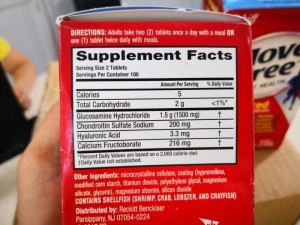 DIRECTIONS: Adults take two (2) tablets once a day with a meal OR
one (1) tablet twice daily with meals.
Supplement Facts
Serving Size 2 Tablets
Servings Per Container 100
Amount Per Serving % Daily Value
Calories 5
Total Carbohydrate 2 g <1%*
Glucosamine Hydrochloride 1.5 g (1500 mg) †
Chondroitin Sulfate Sodium 200 mg †
Hyaluronic Acid 3.3 mg †
Calcium Fructoborate 216 mg †
*Percent Daily Values are based on a 2,000 calorie diet.
†Daily Value not established.
Other Ingredients: microcrystalline cellulose, coating (hypromellose,
modified corn starch, titanium dioxide, polyethylene glycol, magnesium
silicate, glycerin), magnesium stearate, silicon dioxide
CONTAINS SHELLFISH (SHRIMP, CRAB, LOBSTER, AND CRAYFISH)
Distributed by: Reckitt Benckiser
Parsippany, NJ 07054-0224
ove
ree
HEALTH